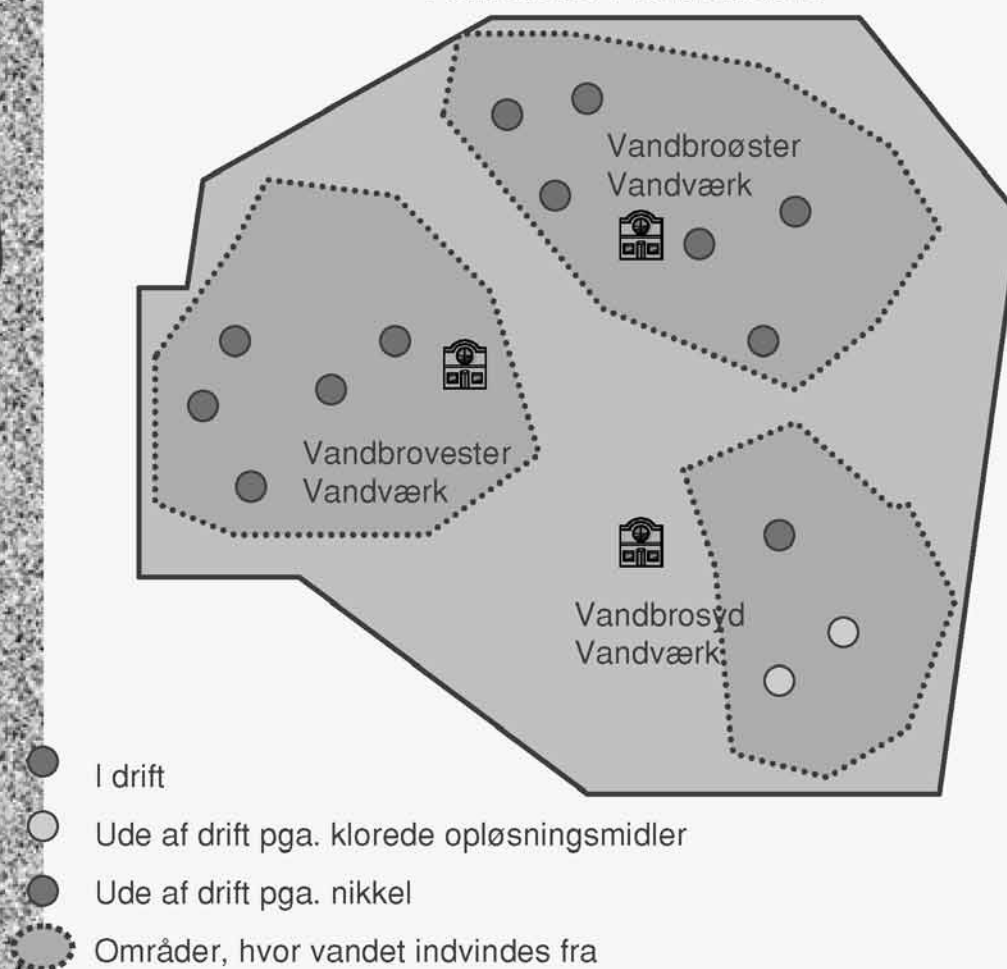 Vandbroøster
Vandværk
Vandbrovester
Vandværk
Vandbrosyd
Vandværk
I drift
Ude af drift pga. klorede opløsningsmidler
Ude af drift pga. nikkel
Områder, hvor vandet indvindes fra